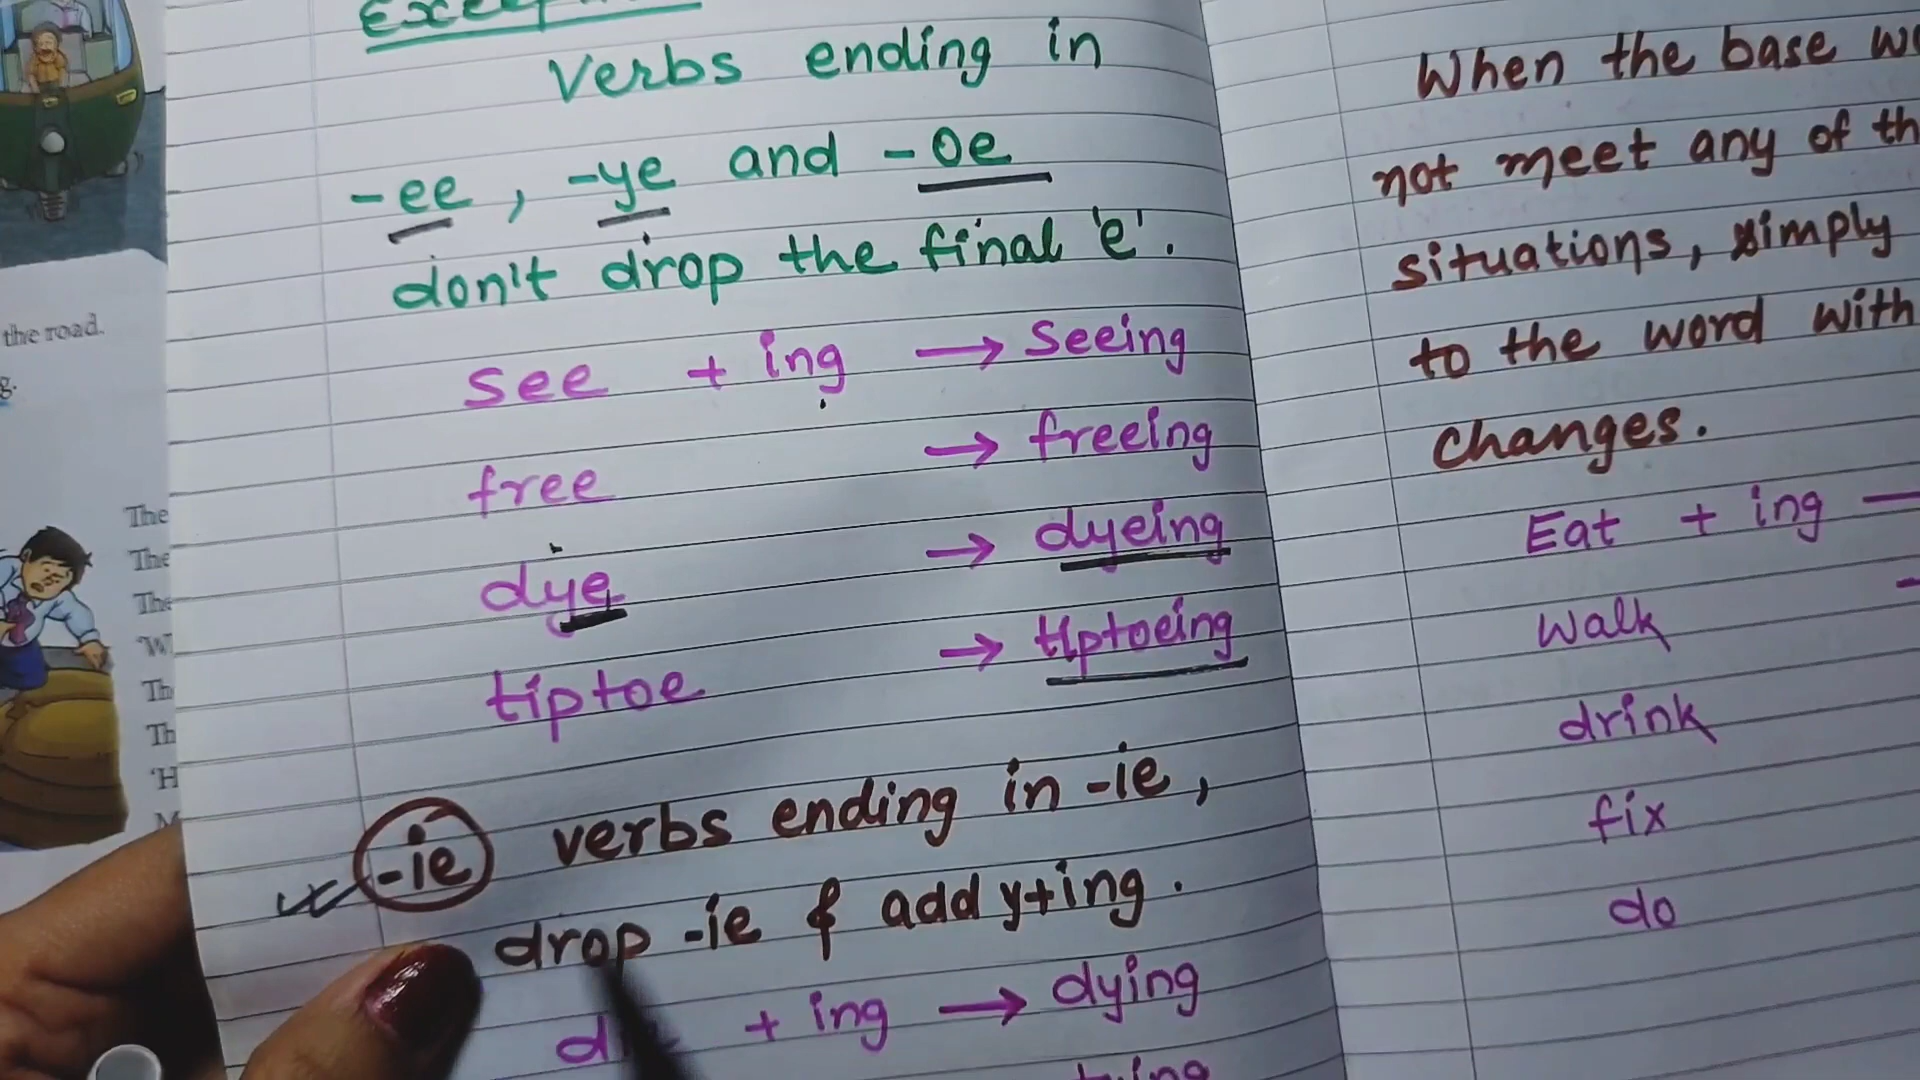 the road.
g.
The
The
The
Th
Th
'H
Verbs ending in
-ee, -ye and -oe
don't drop the final 'e'.
see + ing → seeing
free → freeing
dye → dyeing
tiptoe → tiptoeing
-ie verbs ending in -ie,
drop -ie & add y+ing.
+ ing → dying
When the base
not meet any of
situations, simply
to the word with
changes.
Eat + ing
walk
drink
fix
do